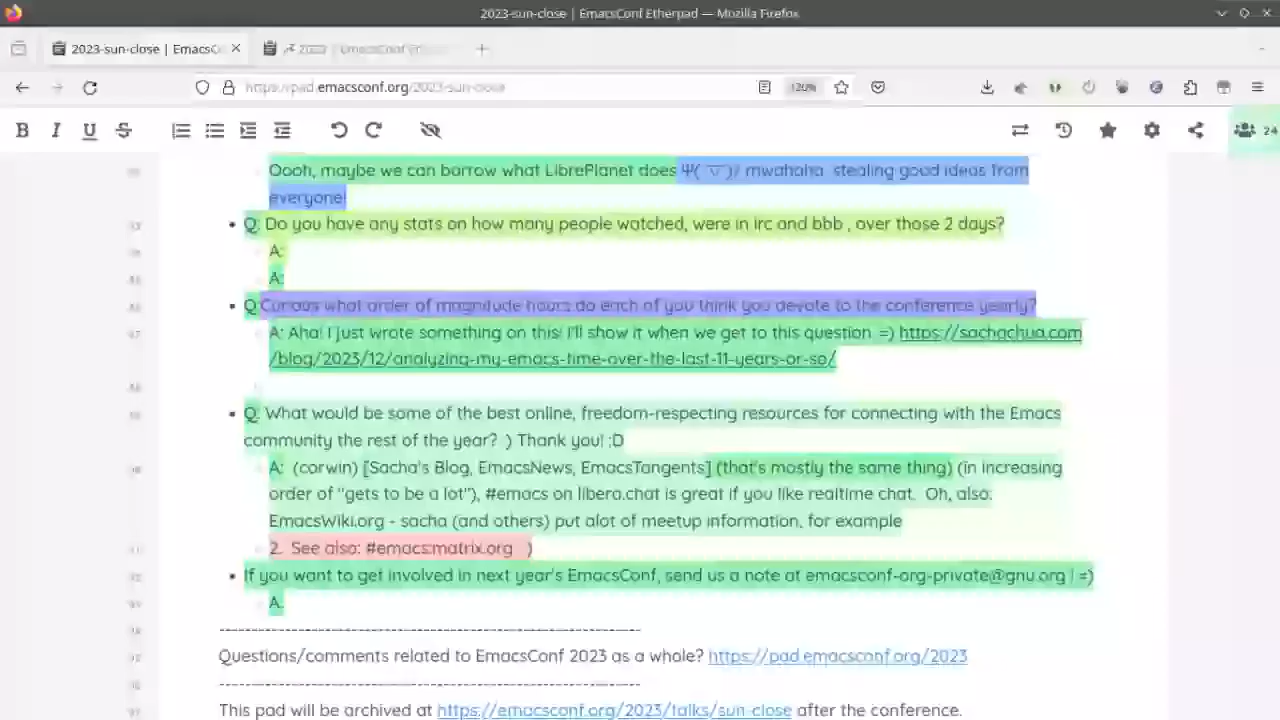 2023-sun-close | EmacsConf Etherpad — Mozilla Firefox
2023-sun-close | EmacsCo
2023 | EmacsConf
https://pad.emacsconf.org/2023-sun-close
120%
B I U S
24
Oooh, maybe we can borrow what LibrePlanet does mwahaha stealing good ideas from
everyone!
Q: Do you have any stats on how many people watched, were in irc and bbb , over those 2 days?
A:
A:
Q: Curious what order of magnitude hours do each of you think you devote to the conference yearly?
A: Aha! I just wrote something on this! I'll show it when we get to this question =) https://sachachua.com
/blog/2023/12/analyzing-my-emacs-time-over-the-last-11-years-or-so/
Q: What would be some of the best online, freedom-respecting resources for connecting with the Emacs
community the rest of the year? :) Thank you! :D
A: (corwin) [Sacha's Blog, EmacsNews, EmacsTangents] (that's mostly the same thing) (in increasing
order of "gets to be a lot"), #emacs on libera.chat is great if you like realtime chat. Oh, also:
EmacsWiki.org - sacha (and others) put alot of meetup information, for example
2. See also: #emacs:matrix.org :)
If you want to get involved in next year's EmacsConf, send us a note at emacsconf-org-private@gnu.org ! =)
A:
Questions/comments related to EmacsConf 2023 as a whole? https://pad.emacsconf.org/2023
This pad will be archived at https://emacsconf.org/2023/talks/sun-close after the conference.